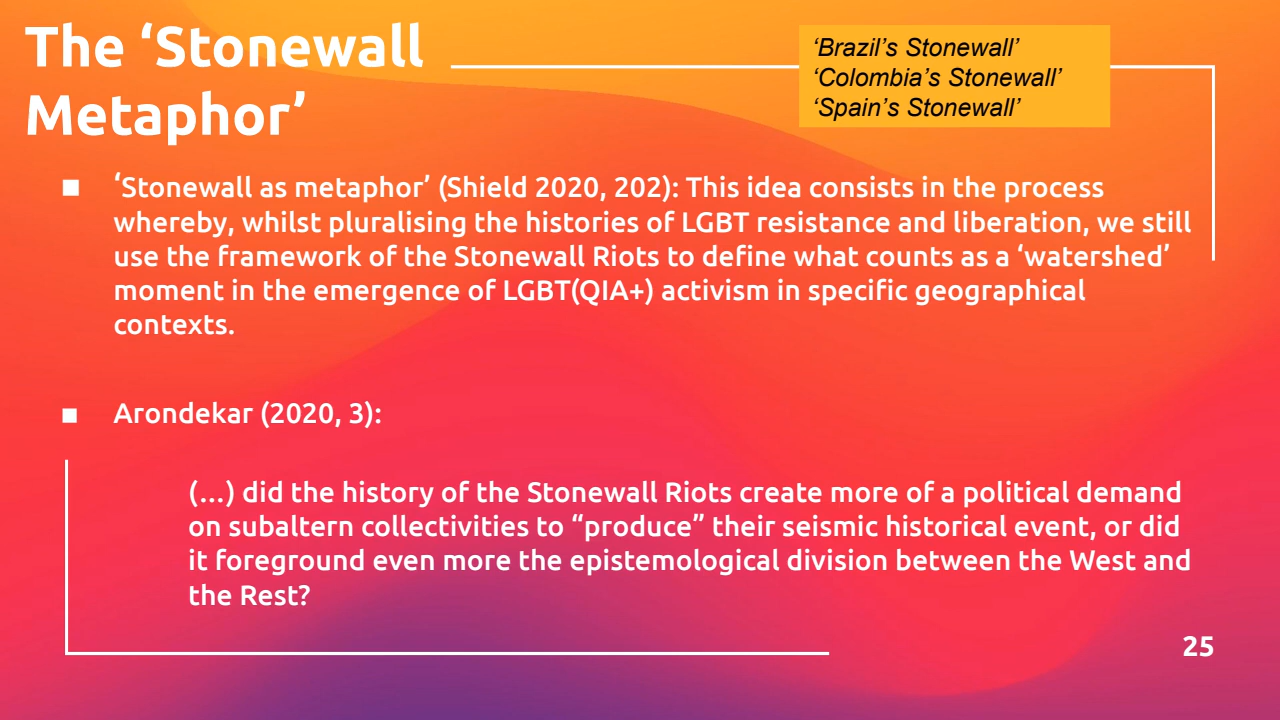 The ‘Stonewall
Metaphor’
‘Brazil’s Stonewall’
‘Colombia’s Stonewall’
‘Spain’s Stonewall’
‘Stonewall as metaphor’ (Shield 2020, 202): This idea consists in the process
whereby, whilst pluralising the histories of LGBT resistance and liberation, we still
use the framework of the Stonewall Riots to define what counts as a ‘watershed’
moment in the emergence of LGBT(QIA+) activism in specific geographical
contexts.
Arondekar (2020, 3):
(…) did the history of the Stonewall Riots create more of a political demand
on subaltern collectivities to “produce” their seismic historical event, or did
it foreground even more the epistemological division between the West and
the Rest?
25